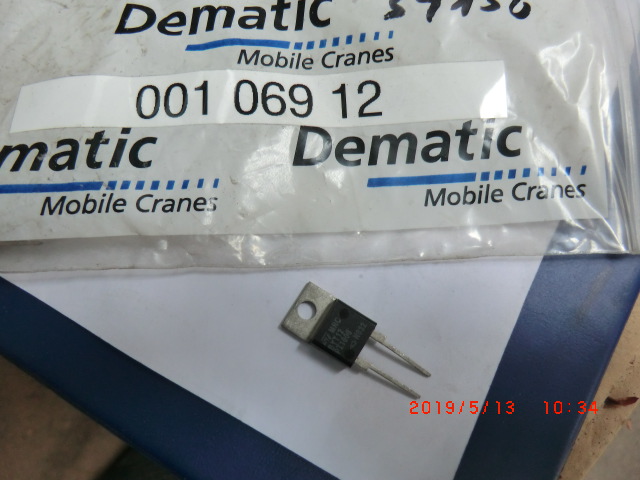 Dematic
Mobile Cranes
001 069 12
matic
Mobile Cranes
Dematic
Mobile Cranes
2019/5/13 10:34